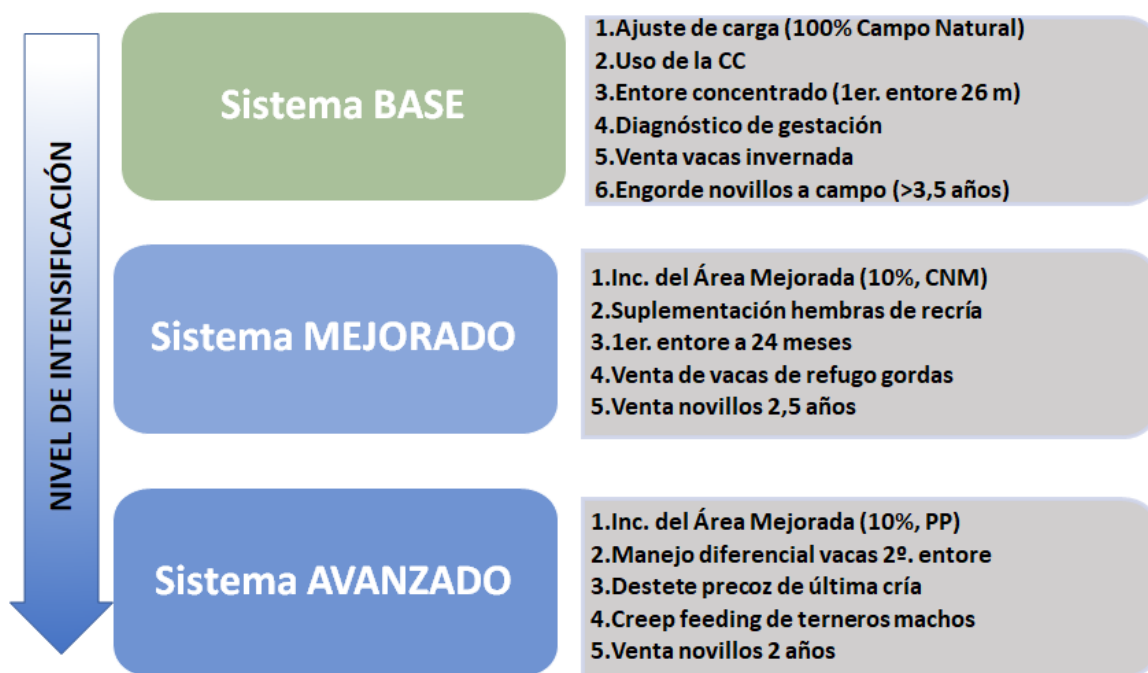 NIVEL DE INTENSIFICACIÓN
Sistema BASE
1.Ajuste de carga (100% Campo Natural)
2.Uso de la CC
3.Entore concentrado (1er. entore 26 m)
4.Diagnóstico de gestación
5.Venta vacas invernada
6.Engorde novillos a campo (>3,5 años)
Sistema MEJORADO
1.Inc. del Área Mejorada (10%, CNM)
2.Suplementación hembras de recría
3.1er. entore a 24 meses
4.Venta de vacas de refugo gordas
5.Venta novillos 2,5 años
Sistema AVANZADO
1.Inc. del Área Mejorada (10%, PP)
2.Manejo diferencial vacas 2º. entore
3.Destete precoz de última cría
4.Creep feeding de terneros machos
5.Venta novillos 2 años